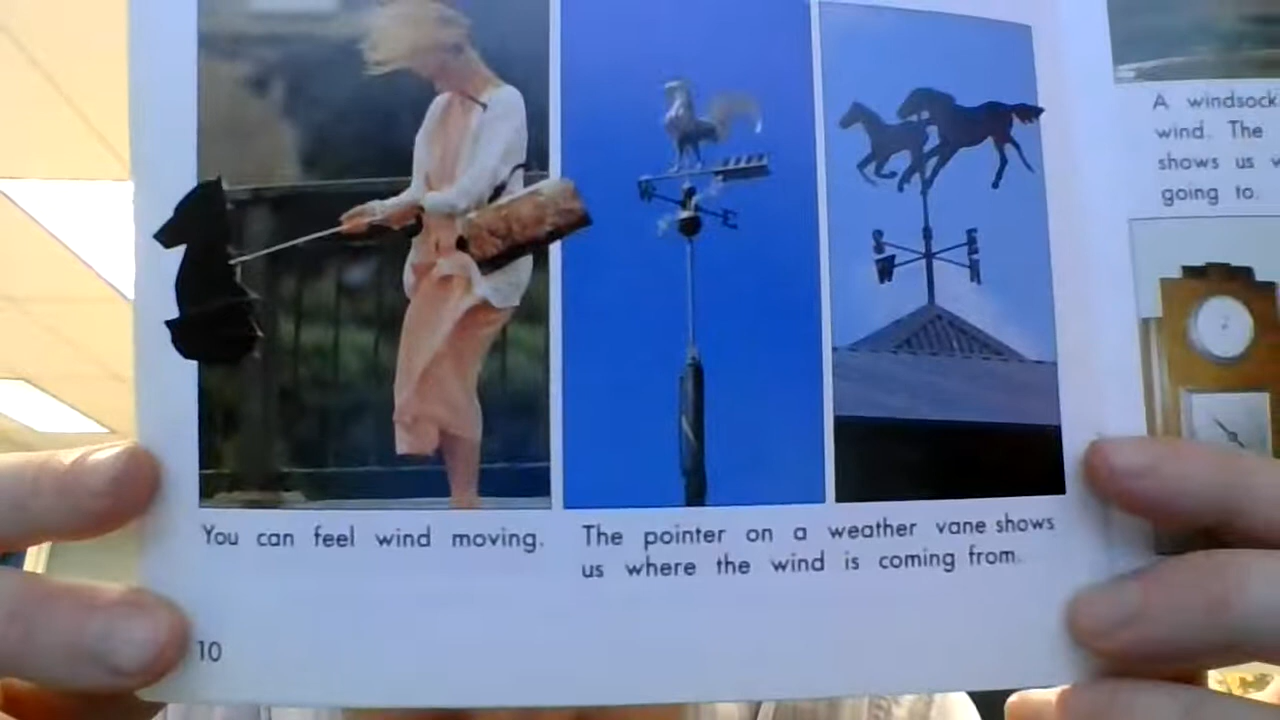 You can feel wind moving.
The pointer on a weather vane shows
us where the wind is coming from.
10
A windsock
wind. The
shows us
going to.
S
E
W
N
E